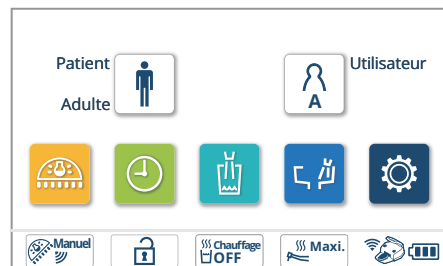 Patient
Adulte
Utilisateur
A
Manuel
Chauffage
OFF
Maxi.